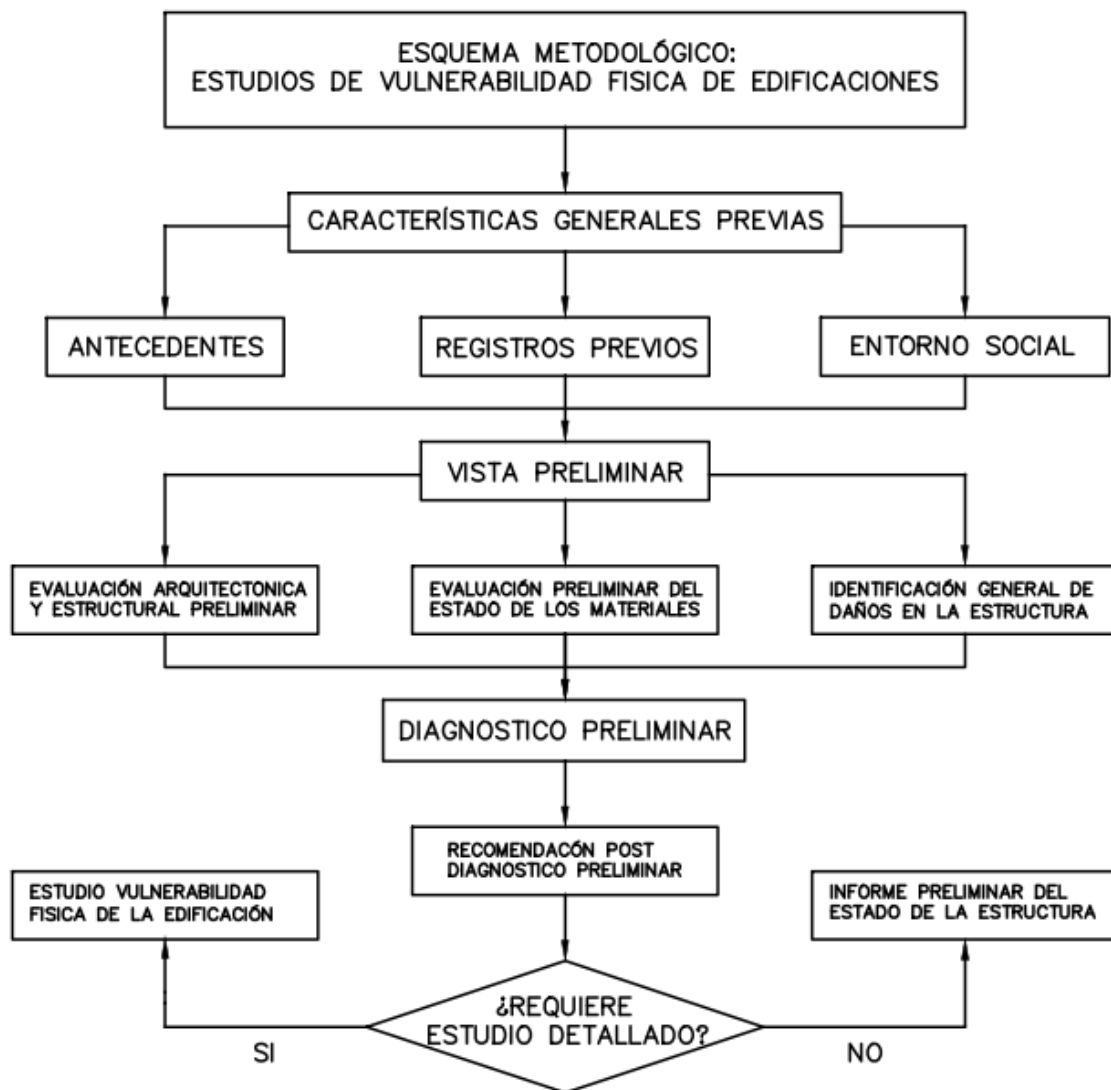 ESQUEMA METODOLÓGICO:
ESTUDIOS DE VULNERABILIDAD FISICA DE EDIFICACIONES
CARACTERÍSTICAS GENERALES PREVIAS
ANTECEDENTES
REGISTROS PREVIOS
ENTORNO SOCIAL
VISTA PRELIMINAR
EVALUACIÓN ARQUITECTONICA
Y ESTRUCTURAL PRELIMINAR
EVALUACIÓN PRELIMINAR DEL
ESTADO DE LOS MATERIALES
IDENTIFICACIÓN GENERAL DE
DAÑOS EN LA ESTRUCTURA
DIAGNOSTICO PRELIMINAR
RECOMENDACÓN POST
DIAGNOSTICO PRELIMINAR
ESTUDIO VULNERABILIDAD
FISICA DE LA EDIFICACIÓN
INFORME PRELIMINAR DEL
ESTADO DE LA ESTRUCTURA
¿REQUIERE
ESTUDIO DETALLADO?
SI
NO